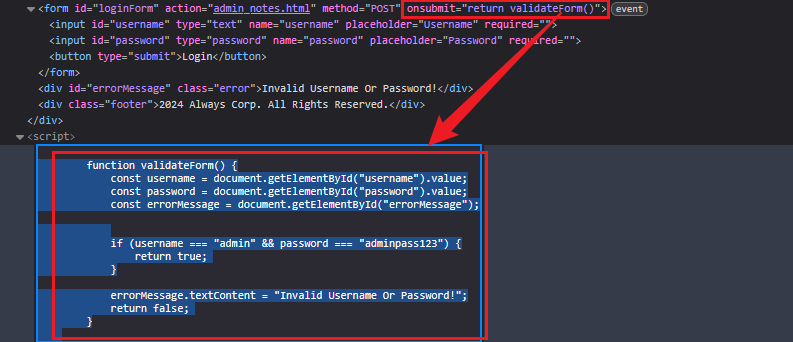 <form id="loginForm" action="admin_notes.html" method="POST" onsubmit="return validateForm()"> event
<input id="username" type="text" name="username" placeholder="Username" required="">
<input id="password" type="password" name="password" placeholder="Password" required="">
<button type="submit">Login</button>
</form>
<div id="errorMessage" class="error">Invalid Username Or Password!</div>
<div class="footer">2024 Always Corp. All Rights Reserved.</div>
</div>
<script>
function validateForm() {
const username = document.getElementById("username").value;
const password = document.getElementById("password").value;
const errorMessage = document.getElementById("errorMessage");
if (username === "admin" && password === "adminpass123") {
return true;
}
errorMessage.textContent = "Invalid Username Or Password!";
return false;
}